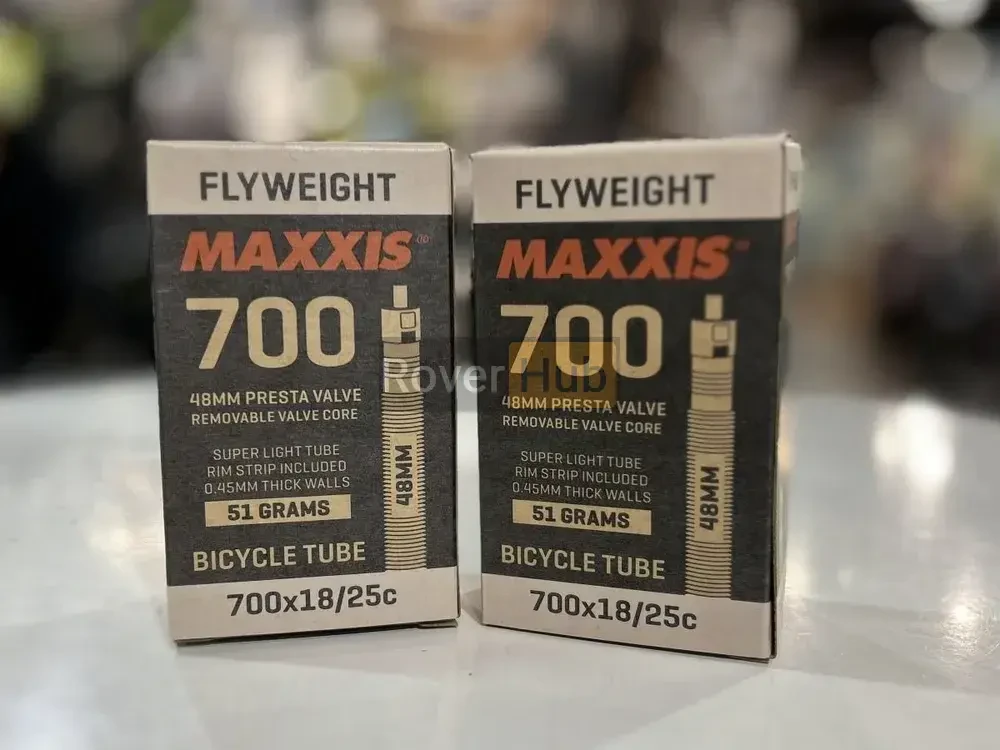 FLYWEIGHT
MAXXIS
700
48MM PRESTA VALVE
REMOVABLE VALVE CORE
SUPER LIGHT TUBE
RIM STRIP INCLUDED
0.45MM THICK WALLS
51 GRAMS
48MM
BICYCLE TUBE
700x18/25c
FLYWEIGHT
MAXXIS
700
48MM PRESTA VALVE
REMOVABLE VALVE CORE
SUPER LIGHT TUBE
RIM STRIP INCLUDED
0.45MM THICK WALLS
51 GRAMS
48MM
BICYCLE TUBE
700x18/25c
Rover Hub